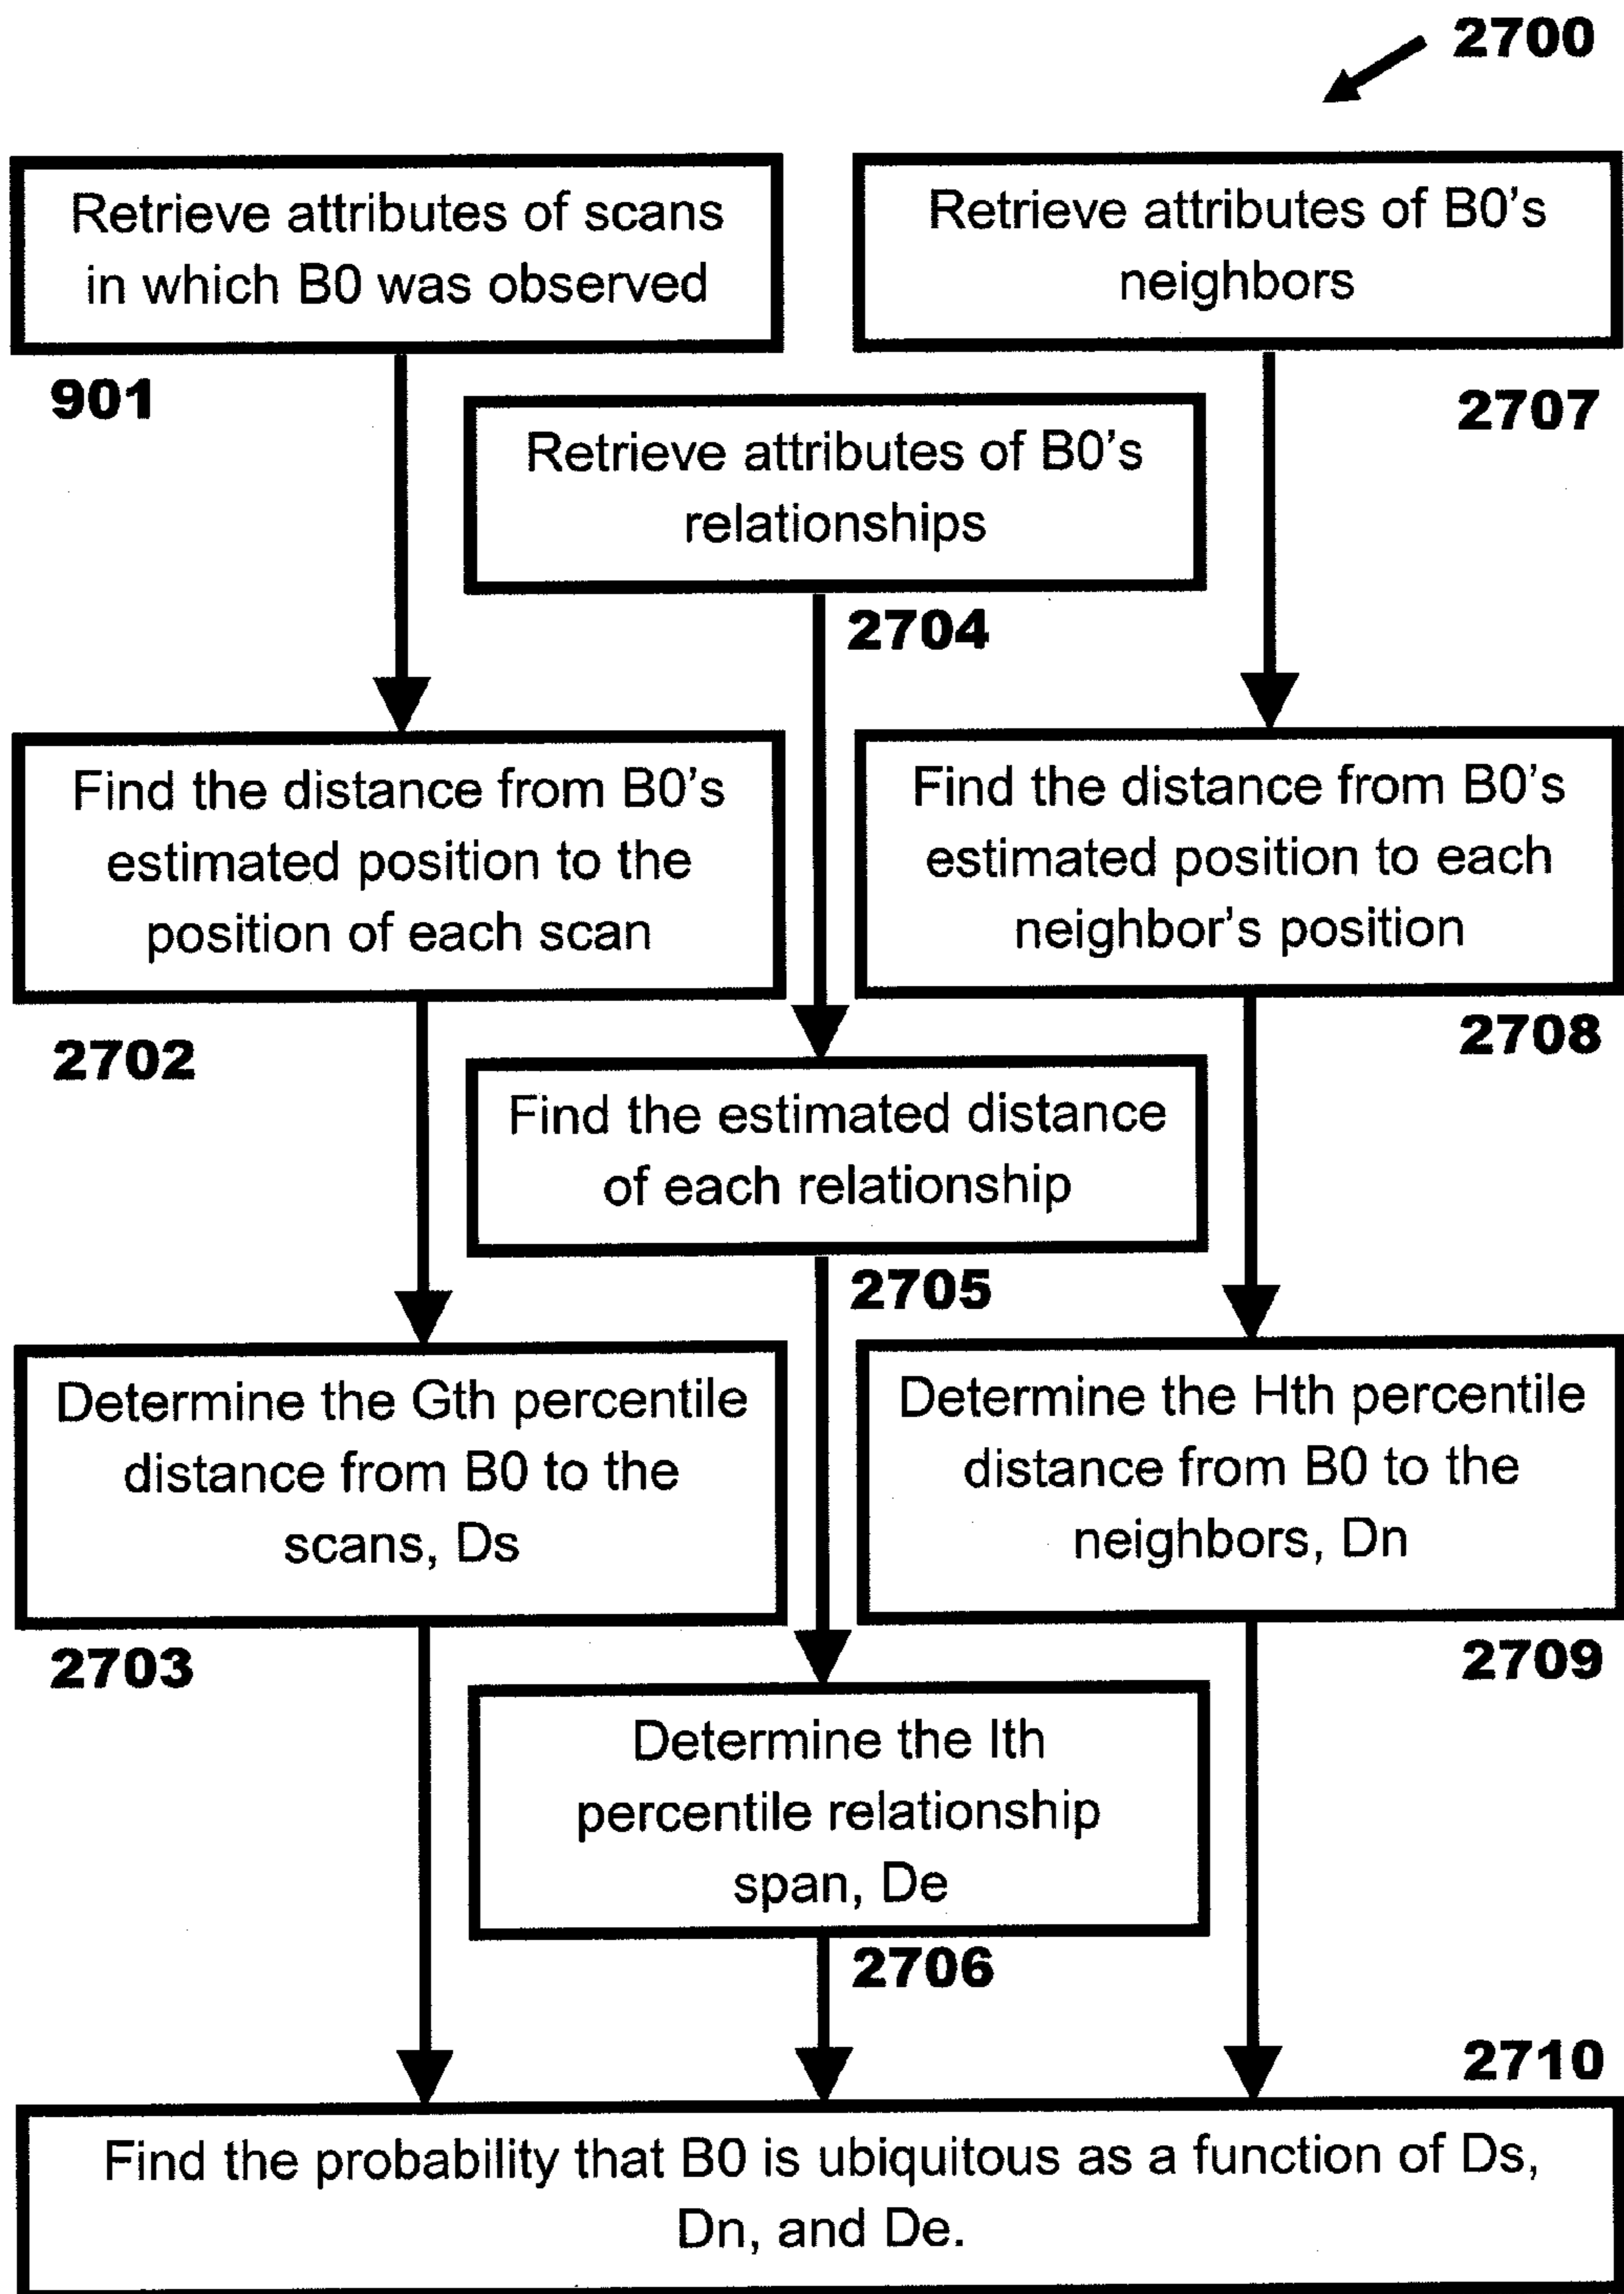 2700
Retrieve attributes of scans
in which B0 was observed
901
Retrieve attributes of B0's
neighbors
2707
Retrieve attributes of B0's
relationships
2704
Find the distance from B0's
estimated position to the
position of each scan
2702
Find the distance from B0's
estimated position to each
neighbor's position
2708
Find the estimated distance
of each relationship
2705
Determine the Gth percentile
distance from B0 to the
scans, Ds
2703
Determine the Hth percentile
distance from B0 to the
neighbors, Dn
2709
Determine the Ith
percentile relationship
span, De
2706
2710
Find the probability that B0 is ubiquitous as a function of Ds,
Dn, and De.